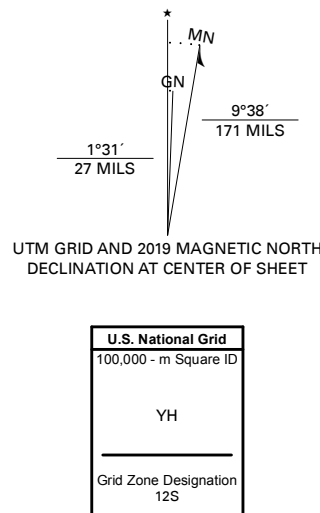 ★
MN
GN
9°38´
171 MILS
1°31´
27 MILS
UTM GRID AND 2019 MAGNETIC NORTH
DECLINATION AT CENTER OF SHEET
U.S. National Grid
100,000 - m Square ID
YH
Grid Zone Designation
12S